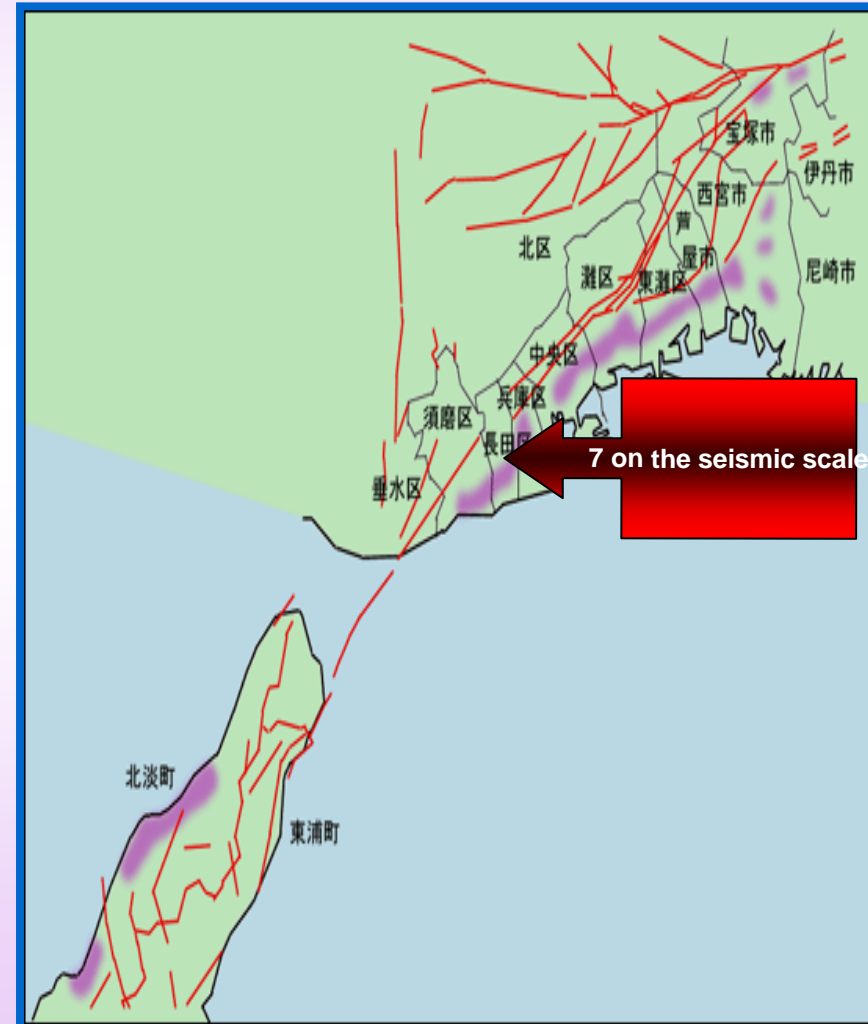 宝塚市
伊丹市
西宮市
芦
屋市
北区
灘区
東灘区
尼崎市
中央区
兵庫区
須磨区
長田区
7 on the seismic scale
垂水区
北淡町
東浦町